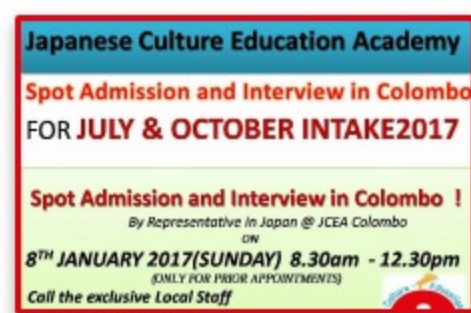 Japanese Culture Education Academy
Spot Admission and Interview in Colombo
FOR JULY & OCTOBER INTAKE2017
Spot Admission and Interview in Colombo !
By Representative in Japan @ JCEA Colombo
ON
8TH JANUARY 2017(SUNDAY) 8.30am - 12.30pm
(ONLY FOR PRIOR APPOINTMENTS)
Call the exclusive Local Staff
Culture Education